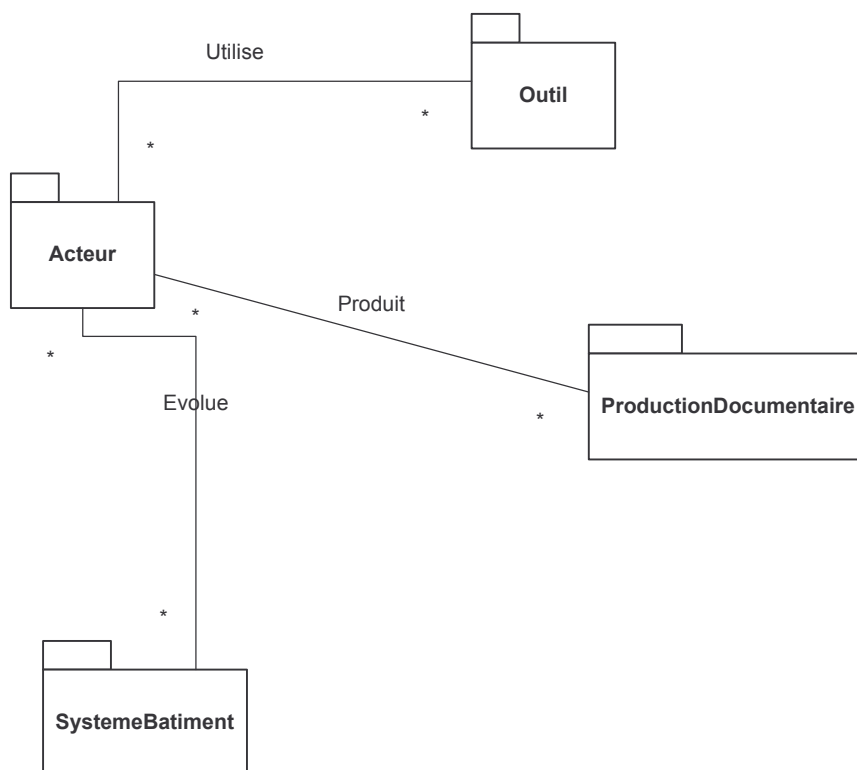 Utilise
Outil
*
*
Acteur
Produit
*
*
Evolue
ProductionDocumentaire
*
*
SystemeBatiment